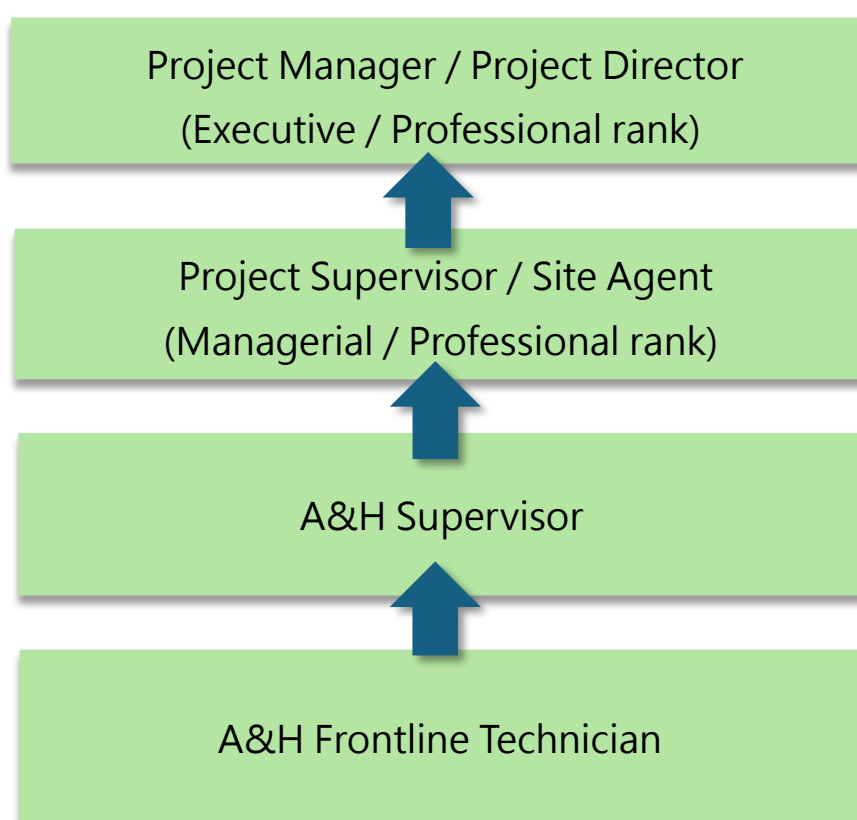 Project Manager / Project Director
(Executive / Professional rank)
Project Supervisor / Site Agent
(Managerial / Professional rank)
A&H Supervisor
A&H Frontline Technician